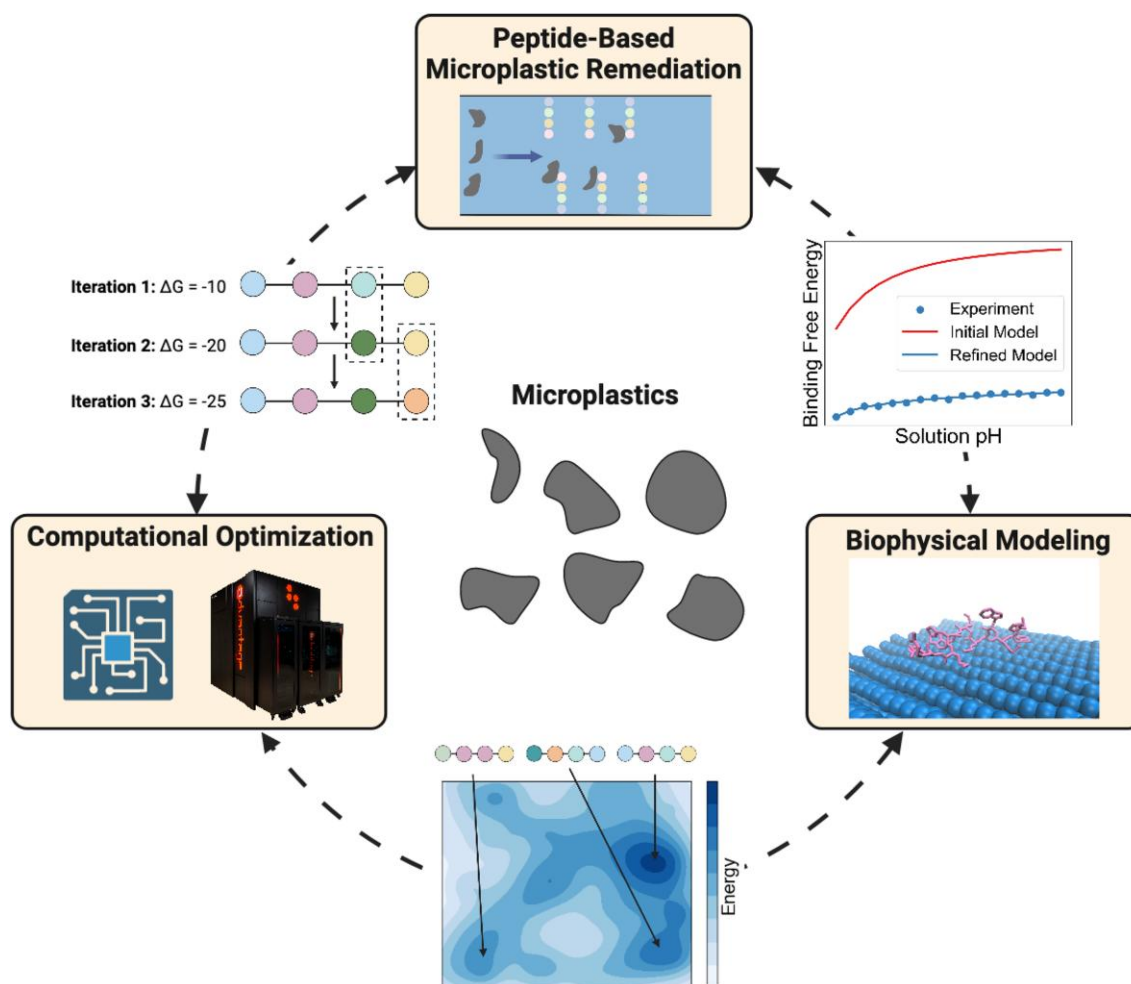 Peptide-Based
Microplastic Remediation
Iteration 1: ΔG = -10
Iteration 2: ΔG = -20
Iteration 3: ΔG = -25
Binding Free Energy
Experiment
Initial Model
Refined Model
Solution pH
Microplastics
Computational Optimization
Advantage
Biophysical Modeling
Energy